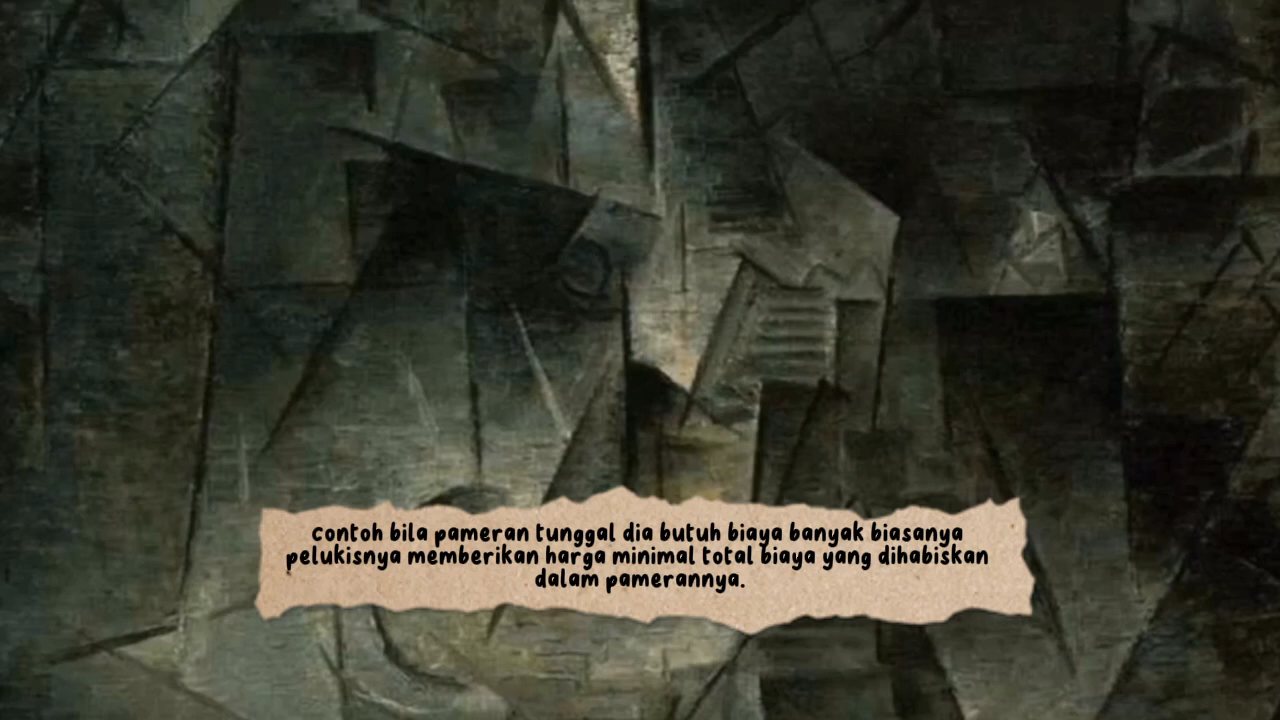 contoh bila pameran tunggal dia butuh biaya banyak biasanya
pelukisnya memberikan harga minimal total biaya yang dihabiskan
dalam pamerannya.